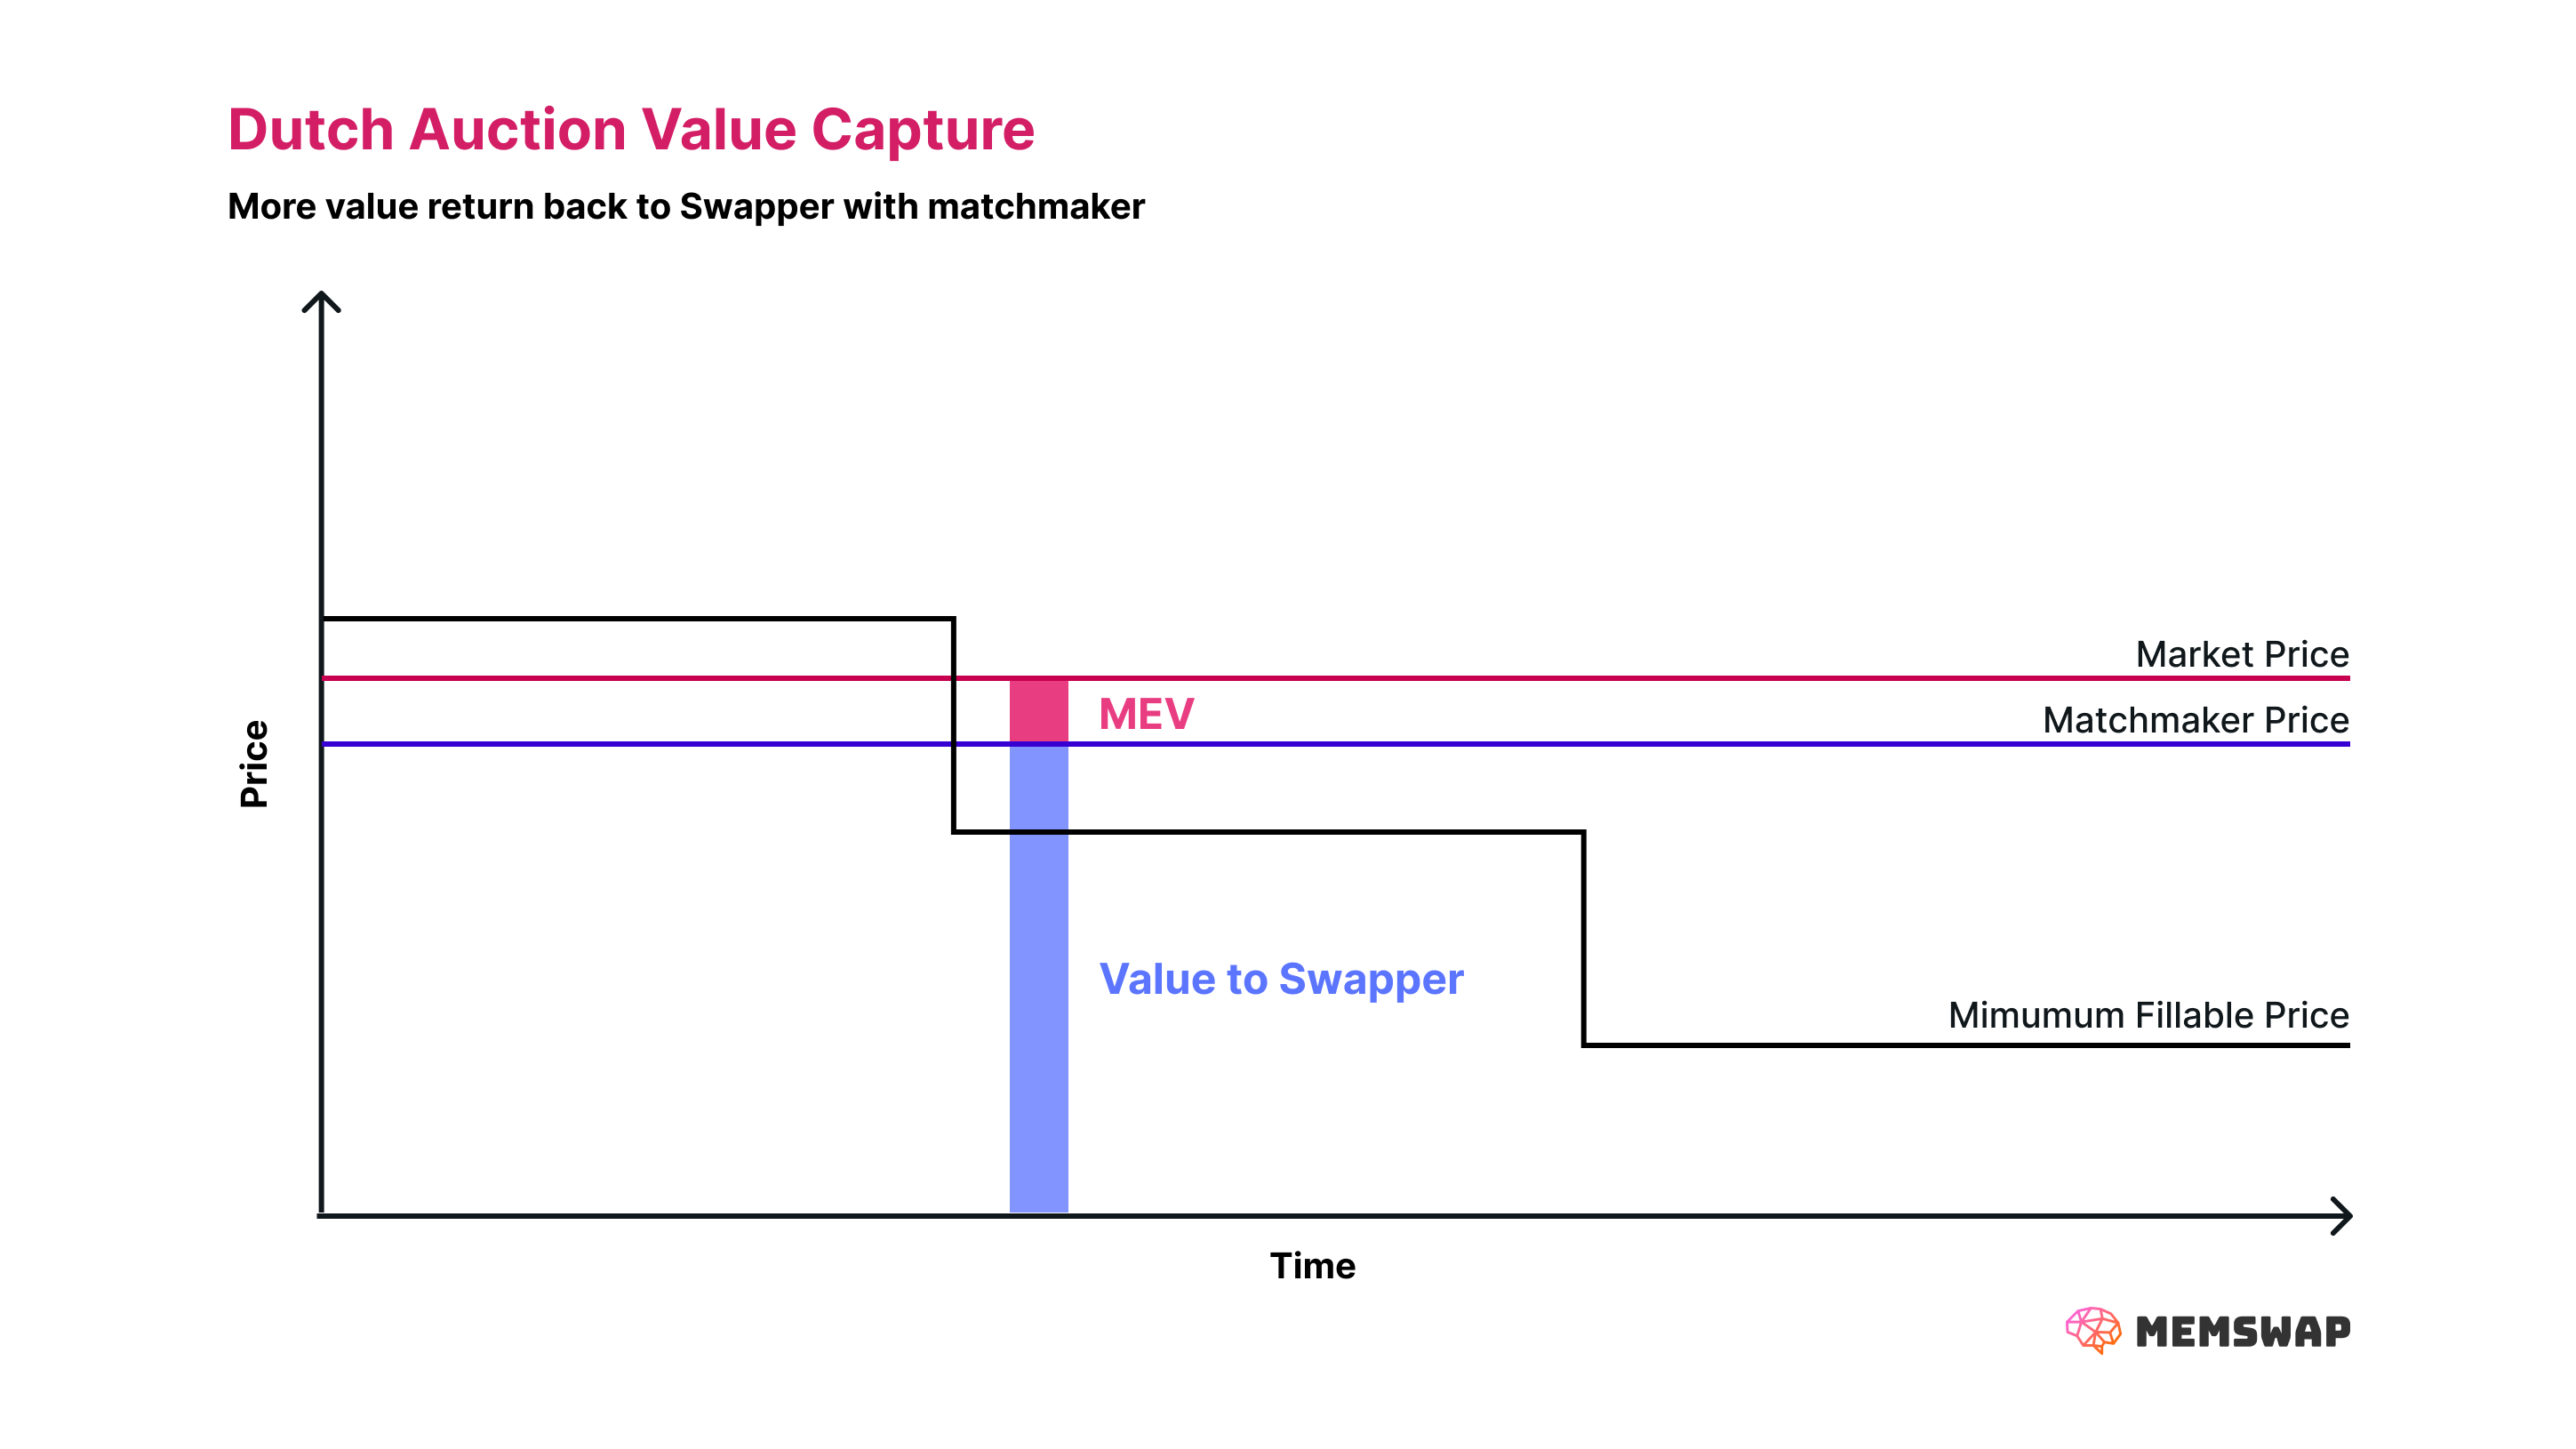 Dutch Auction Value Capture
More value return back to Swapper with matchmaker
Market Price
MEV
Matchmaker Price
Price
Value to Swapper
Mimumum Fillable Price
Time
MEMSWAP